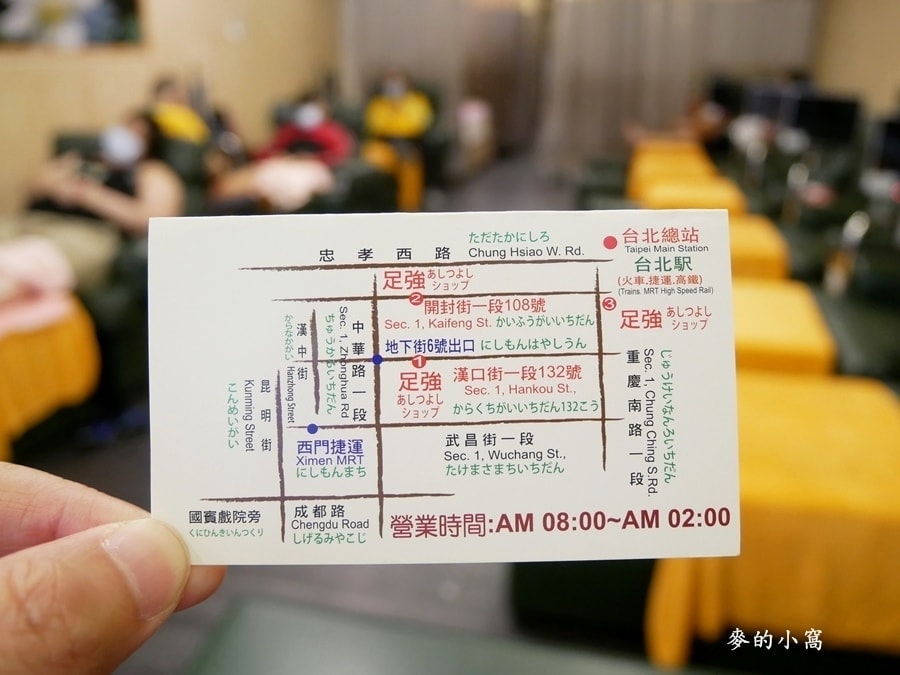 ただたかにしろ
忠孝西路 Chung Hsiao W. Rd.
台北總站
Taipei Main Station
台北駅
(火車.捷運.高鐵)
(Trains. MRT High Speed Rail)
足強 あしつよし ショップ
2
開封街一段108號
Sec. 1, Kaifeng St. かいふうがいいちだん
3
足強 あしつよし ショップ
地下街6號出口 にしもんはやしうん
1
足強
あしつよし
ショップ
漢口街一段132號
Sec. 1, Hankou St.,
からくちがいいちだん132こう
中華路一段
Sec. 1, Zhonghua Rd
ちゅうかろいちだん
漢中街
Hanzhong Street
からなかがい
昆明街
Kunming Street
こんめいがい
重慶南路一段
Sec. 1, Chung Ching S Rd.
じゅうけいなんろいちだん
西門捷運
Ximen MRT
にしもんまち
武昌街一段
Sec. 1, Wuchang St.,
たけまさまちいちだん
國賓戲院旁
くにひんきいんつくり
成都路
Chengdu Road
しげるみやこじ
營業時間:AM 08:00~AM 02:00
麥的小窩